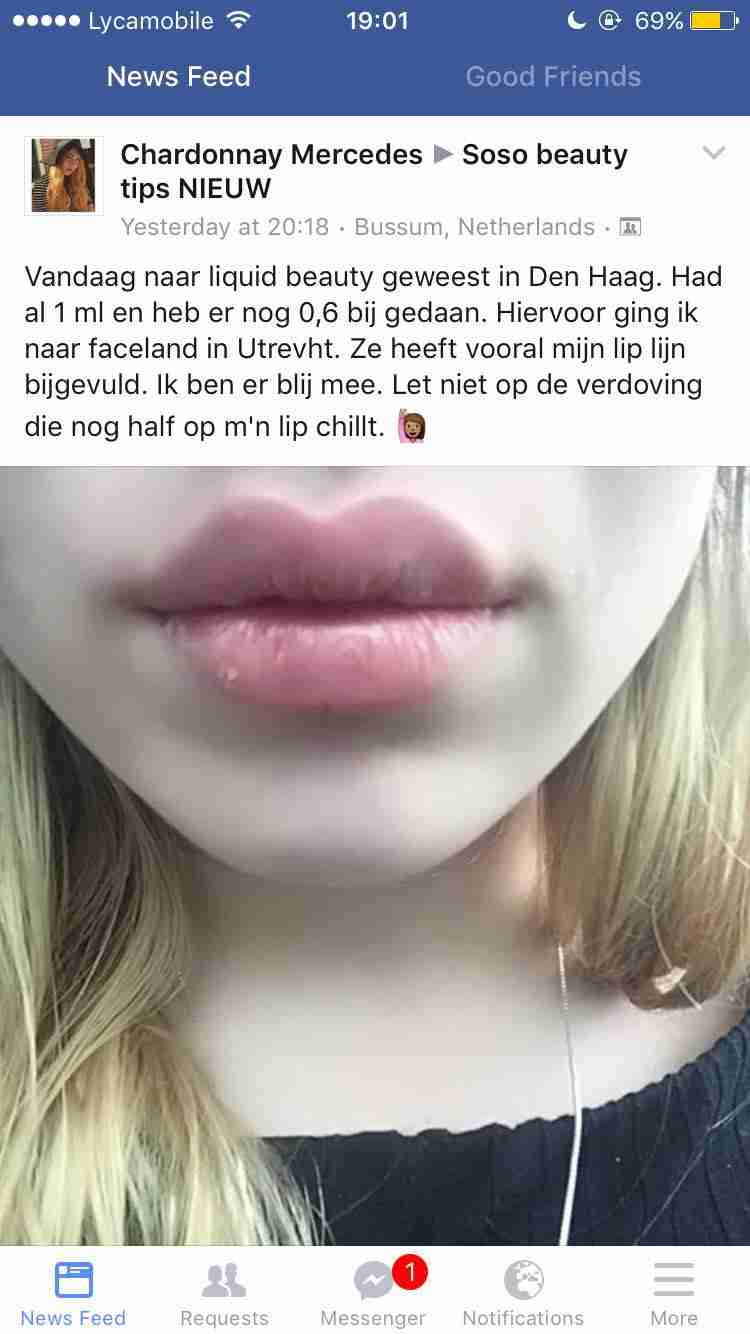 Lycamobile 19:01 69%
News Feed Good Friends
Chardonnay Mercedes ▶ Soso beauty
tips NIEUW
Yesterday at 20:18 · Bussum, Netherlands ·
Vandaag naar liquid beauty geweest in Den Haag. Had
al 1 ml en heb er nog 0,6 bij gedaan. Hiervoor ging ik
naar faceland in Utrevht. Ze heeft vooral mijn lip lijn
bijgevuld. Ik ben er blij mee. Let niet op de verdoving
die nog half op m'n lip chillt. 🙋🏽
1
News Feed Requests Messenger Notifications More